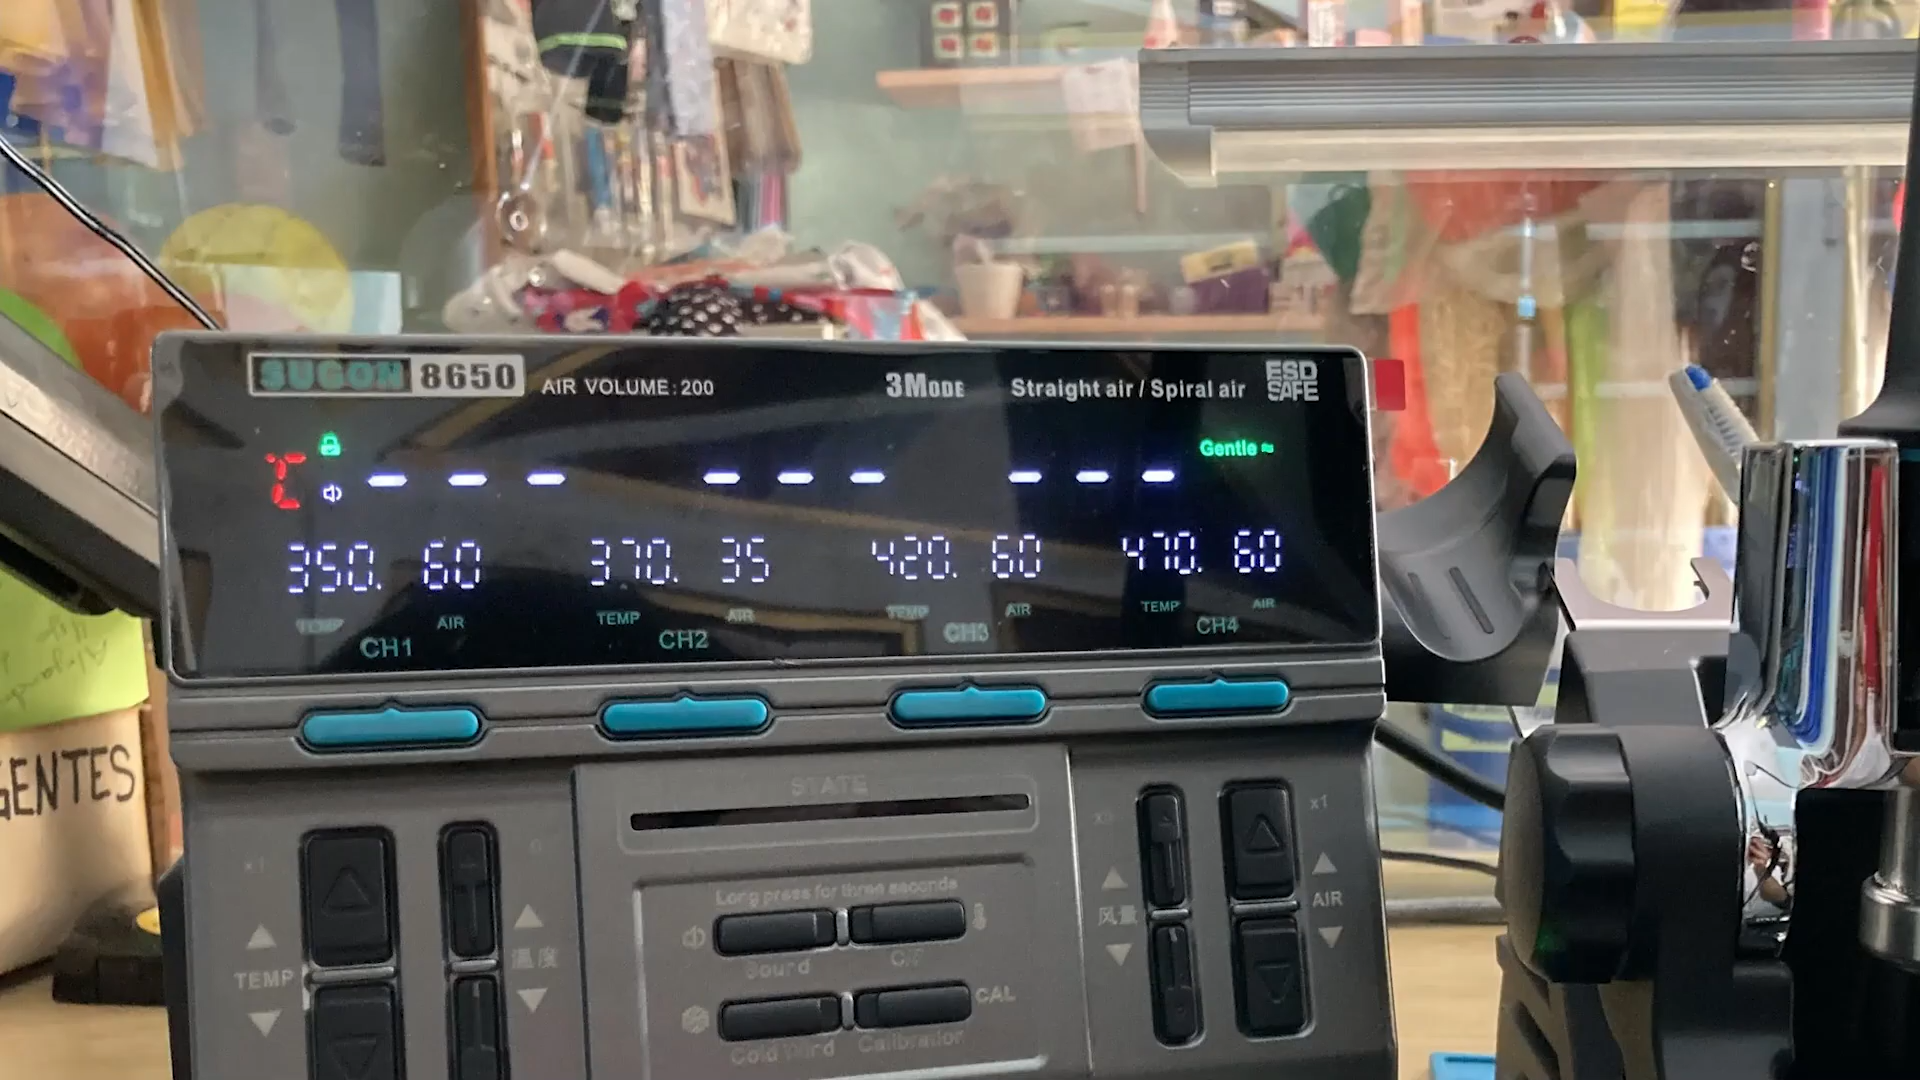 SUGON 8650 AIR VOLUME:200 3MODE Straight air / Spiral air ESD SAFE
Gentle ≈
℃ - - - - - - - - -
350. 60 370. 35 420. 60 470. 60
TEMP AIR TEMP AIR TEMP AIR TEMP AIR
CH1 CH2 CH3 CH4
GENTES
STATE
x1 x1
Long press for three seconds
TEMP 温度 风量 AIR
Sound
CAL
Cold Wind Calibration